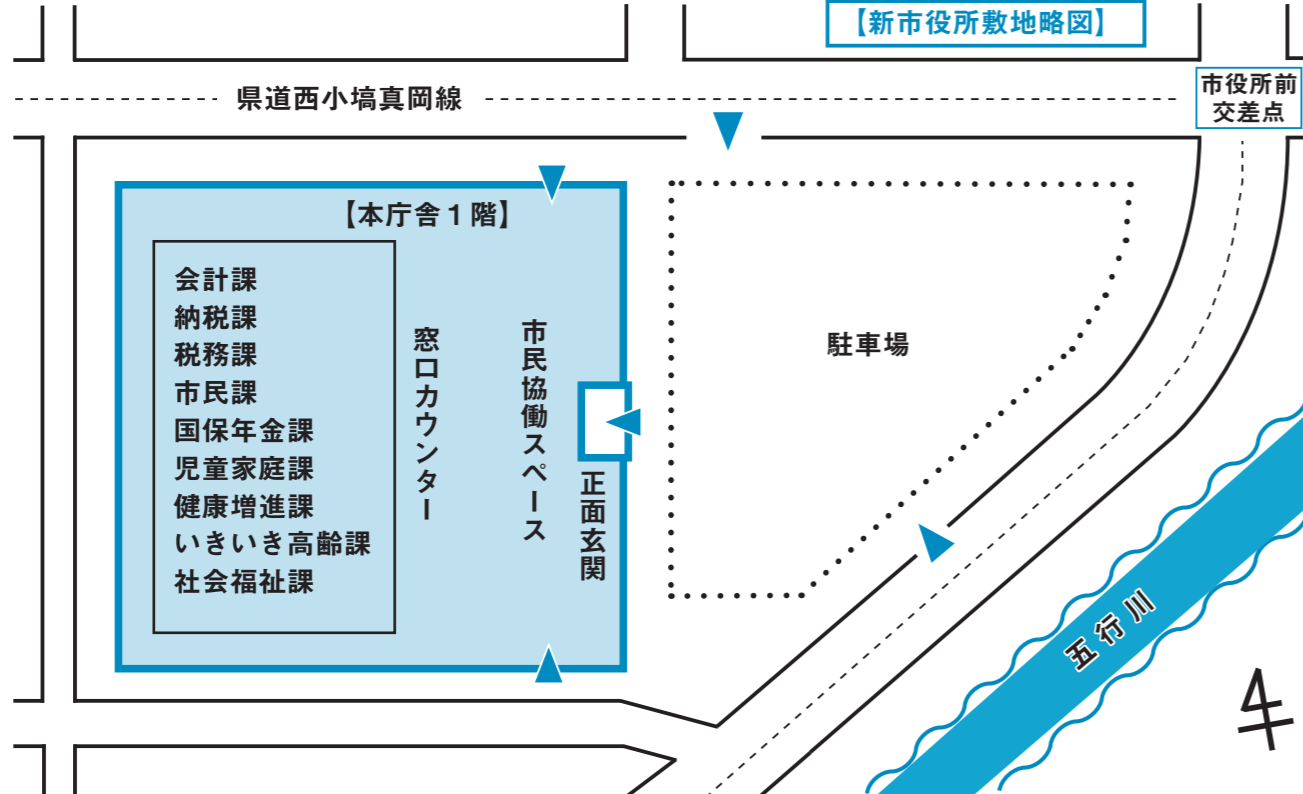 【新市役所敷地略図】
県道西小塙真岡線
市役所前
交差点
【本庁舎1階】
会計課
納税課
税務課
市民課
国保年金課
児童家庭課
健康増進課
いきいき高齢課
社会福祉課
窓口カウンター
市民協働スペース
正面玄関
駐車場
五行川